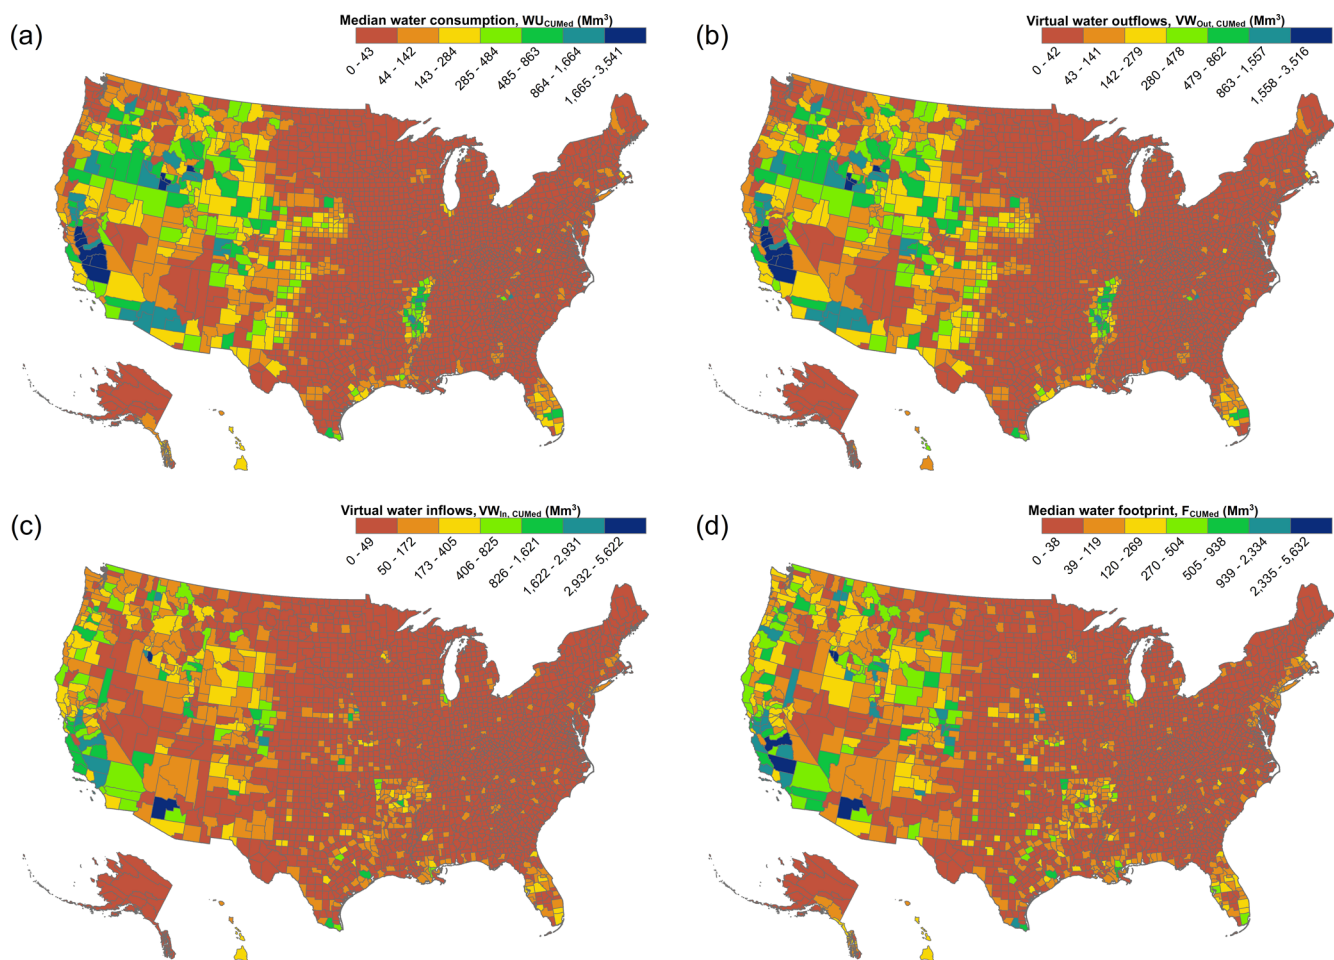 (a)
Median water consumption, WU_CUMed (Mm³)
0 - 43
44 - 142
143 - 284
285 - 484
485 - 863
864 - 1,664
1,665 - 3,541
(b)
Virtual water outflows, VW_Out, CUMed (Mm³)
0 - 42
43 - 141
142 - 279
280 - 478
479 - 862
863 - 1,557
1,558 - 3,516
(c)
Virtual water inflows, VW_In, CUMed (Mm³)
0 - 49
50 - 172
173 - 405
406 - 825
826 - 1,621
1,622 - 2,931
2,932 - 5,622
(d)
Median water footprint, F_CUMed (Mm³)
0 - 38
39 - 119
120 - 269
270 - 504
505 - 938
939 - 2,334
2,335 - 5,632